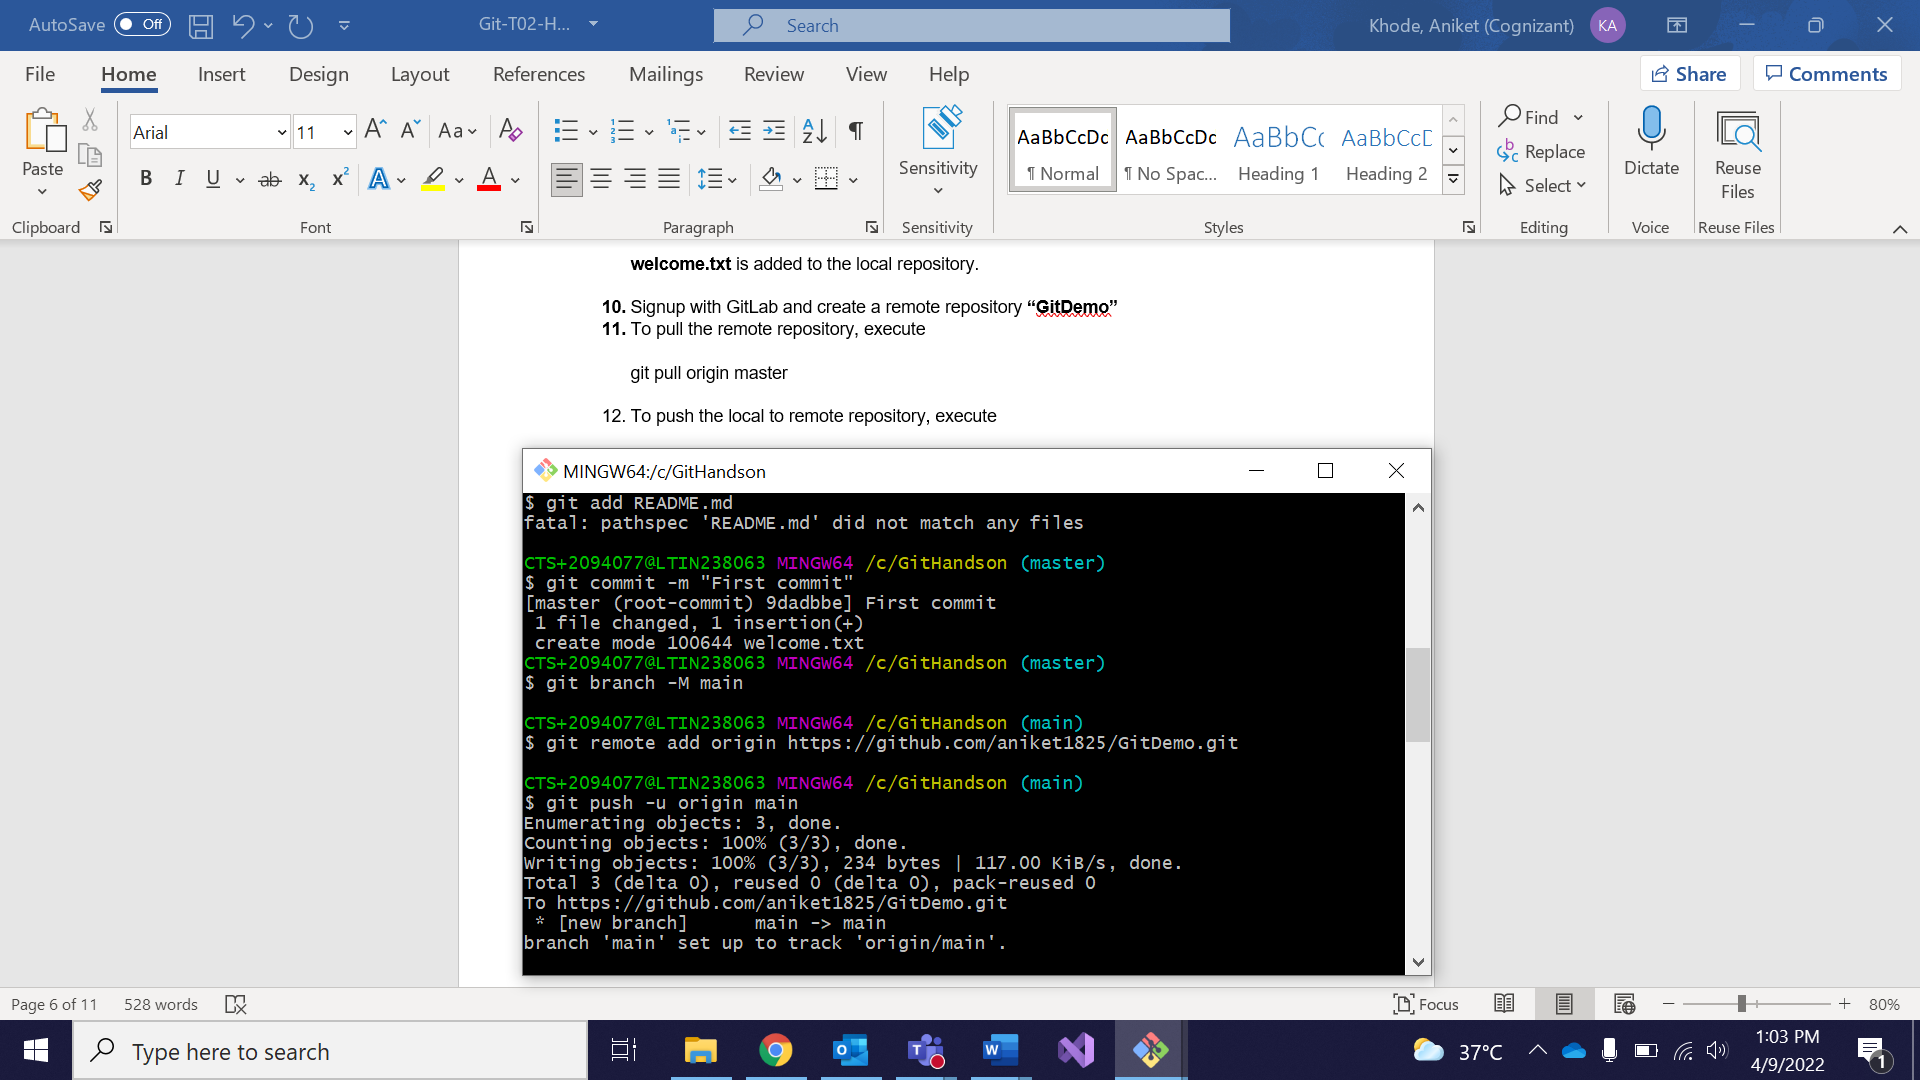 AutoSave Off Git-T02-H... Search Khode, Aniket (Cognizant) KA
File Home Insert Design Layout References Mailings Review View Help Share Comments
Paste Arial 11 Aa Sensitivity AaBbCcDc ¶ Normal AaBbCcDc ¶ No Spac... AaBbCc Heading 1 AaBbCcD Heading 2 Find Replace Select Dictate Reuse Files
Clipboard Font Paragraph Sensitivity Styles Editing Voice Reuse Files
welcome.txt is added to the local repository.
10. Signup with GitLab and create a remote repository “GitDemo”
11. To pull the remote repository, execute
git pull origin master
12. To push the local to remote repository, execute
MINGW64:/c/GitHandson
$ git add README.md
fatal: pathspec 'README.md' did not match any files
CTS+2094077@LTIN238063 MINGW64 /c/GitHandson (master)
$ git commit -m "First commit"
[master (root-commit) 9dadbbe] First commit
1 file changed, 1 insertion(+)
create mode 100644 welcome.txt
CTS+2094077@LTIN238063 MINGW64 /c/GitHandson (master)
$ git branch -M main
CTS+2094077@LTIN238063 MINGW64 /c/GitHandson (main)
$ git remote add origin https://github.com/aniket1825/GitDemo.git
CTS+2094077@LTIN238063 MINGW64 /c/GitHandson (main)
$ git push -u origin main
Enumerating objects: 3, done.
Counting objects: 100% (3/3), done.
Writing objects: 100% (3/3), 234 bytes | 117.00 KiB/s, done.
Total 3 (delta 0), reused 0 (delta 0), pack-reused 0
To https://github.com/aniket1825/GitDemo.git
* [new branch] main -> main
branch 'main' set up to track 'origin/main'.
Page 6 of 11 528 words Focus 80%
Type here to search 37°C 1:03 PM
4/9/2022 1